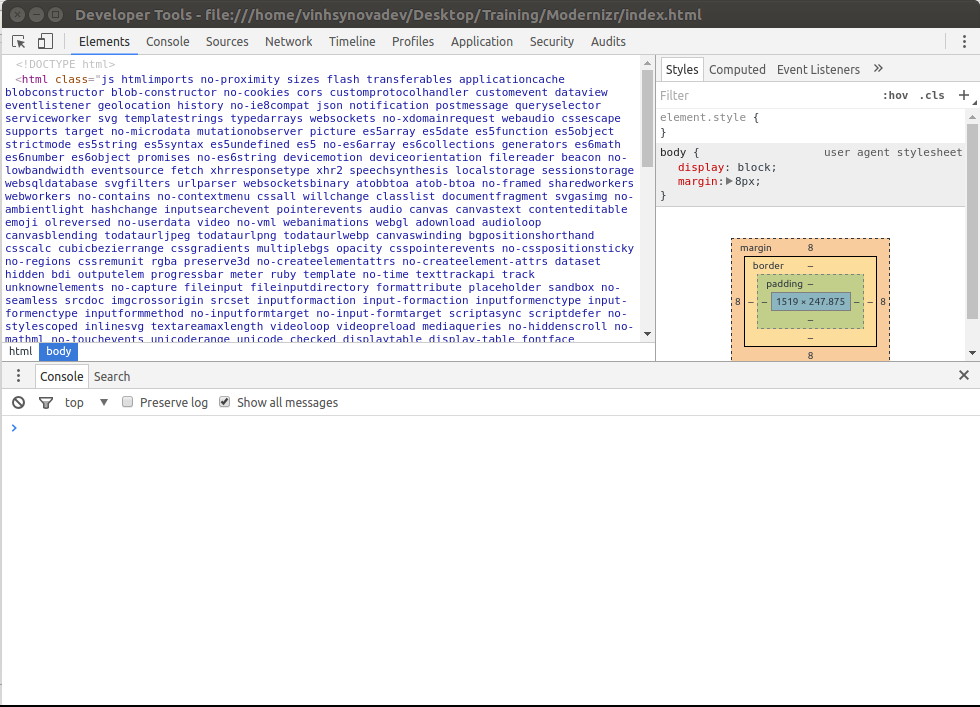 Developer Tools - file:///home/vinhsynovadev/Desktop/Training/Modernizr/index.html
Elements Console Sources Network Timeline Profiles Application Security Audits
<!DOCTYPE html>
<html class="js htmlimports no-proximity sizes flash transferables applicationcache
blobconstructor blob-constructor no-cookies cors customprotocolhandler customevent dataview
eventlistener geolocation history no-ie8compat json notification postmessage queryselector
serviceworker svg templatestrings typedarrays websockets no-xdomainrequest webaudio cssescape
supports target no-microdata mutationobserver picture es5array es5date es5function es5object
strictmode es5string es5syntax es5undefined es5 no-es6array es6collections generators es6math
es6number es6object promises no-es6string devicemotion deviceorientation filereader beacon no-
lowbandwidth eventsource fetch xhrresponsetype xhr2 speechsynthesis localstorage sessionstorage
websqldatabase svgfilters urlparser websocketsbinary atobbtoa atob-btoa no-framed sharedworkers
webworkers no-contains no-contextmenu cssall willchange classlist documentfragment svgasimg no-
ambientlight hashchange inputsearchevent pointerevents audio canvas canvastext contenteditable
emoji olreversed no-userdata video no-vml webanimations webgl adownload audioloop
canvasblending todataurljpeg todataurlpng todataurlwebp canvaswinding bgpositionshorthand
csscalc cubicbezierrange cssgradients multiplebgs opacity csspointerevents no-csspositionsticky
no-regions cssremunit rgba preserve3d no-createelementattrs no-createelement-attrs dataset
hidden bdi outputelem progressbar meter ruby template no-time texttrackapi track
unknownelements no-capture fileinput fileinputdirectory formattribute placeholder sandbox no-
seamless srcdoc imgcrossorigin srcset inputformaction input-formaction inputformenctype input-
formenctype inputformmethod no-inputformtarget no-input-formtarget scriptasync scriptdefer no-
stylescoped inlinesvg textareamaxlength videoloop videopreload mediaqueries no-hiddenscroll no-
mathml no-touchevents unicoderange unicode checked displaytable display-table fontface
html body
Styles Computed Event Listeners »
Filter :hov .cls +
element.style {
}
body { user agent stylesheet
display: block;
margin:▶8px;
}
margin 8
border –
padding –
8 – – 1519 × 247.875 – – 8
–
–
8
Console Search
top ▼ Preserve log Show all messages
>